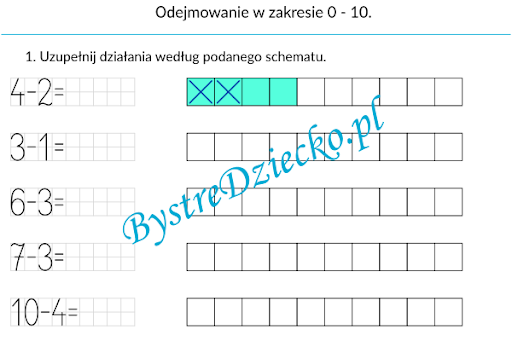 Odejmowanie w zakresie 0 - 10.
1. Uzupełnij działania według podanego schematu.
4-2=
3-1=
6-3=
7-3=
10-4=
BystreDziecko.pl